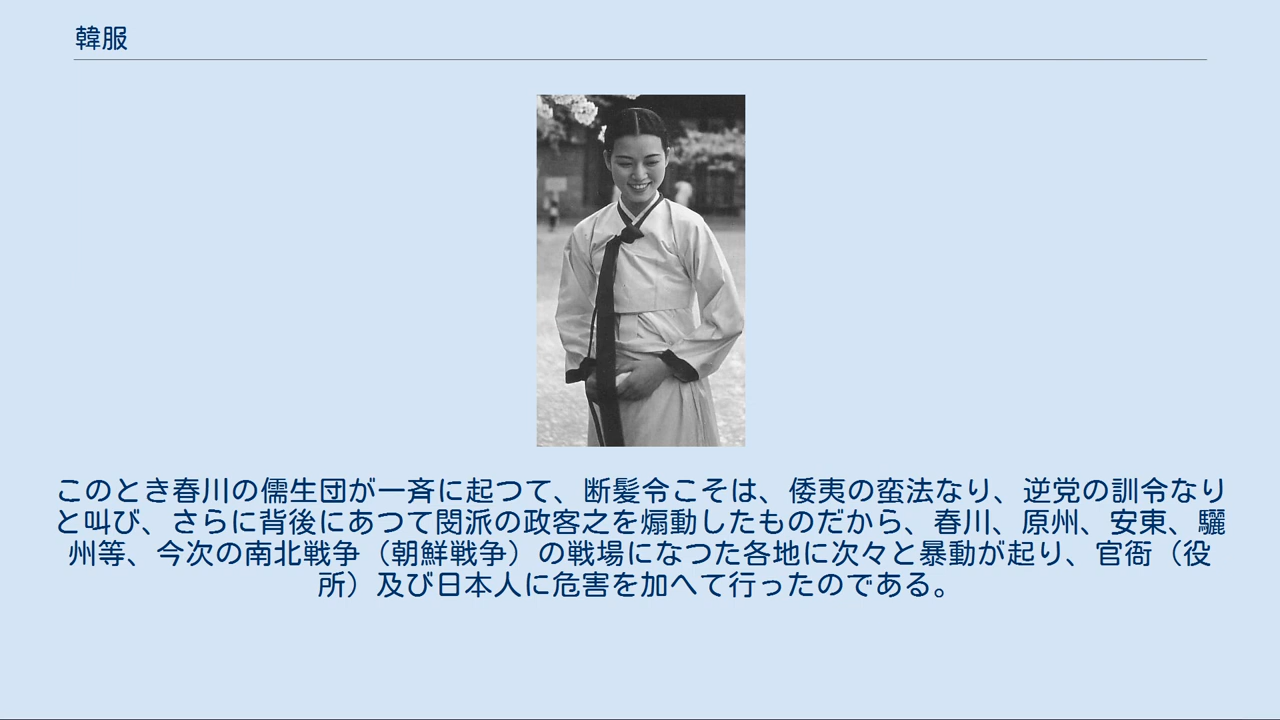 韓服
このとき春川の儒生団が一斉に起つて、断髪令こそは、倭夷の蛮法なり、逆党の訓令なり
と叫び、さらに背後にあつて閔派の政客之を煽動したものだから、春川、原州、安東、驪
州等、今次の南北戦争（朝鮮戦争）の戦場になつた各地に次々と暴動が起り、官衙（役
所）及び日本人に危害を加へて行ったのである。